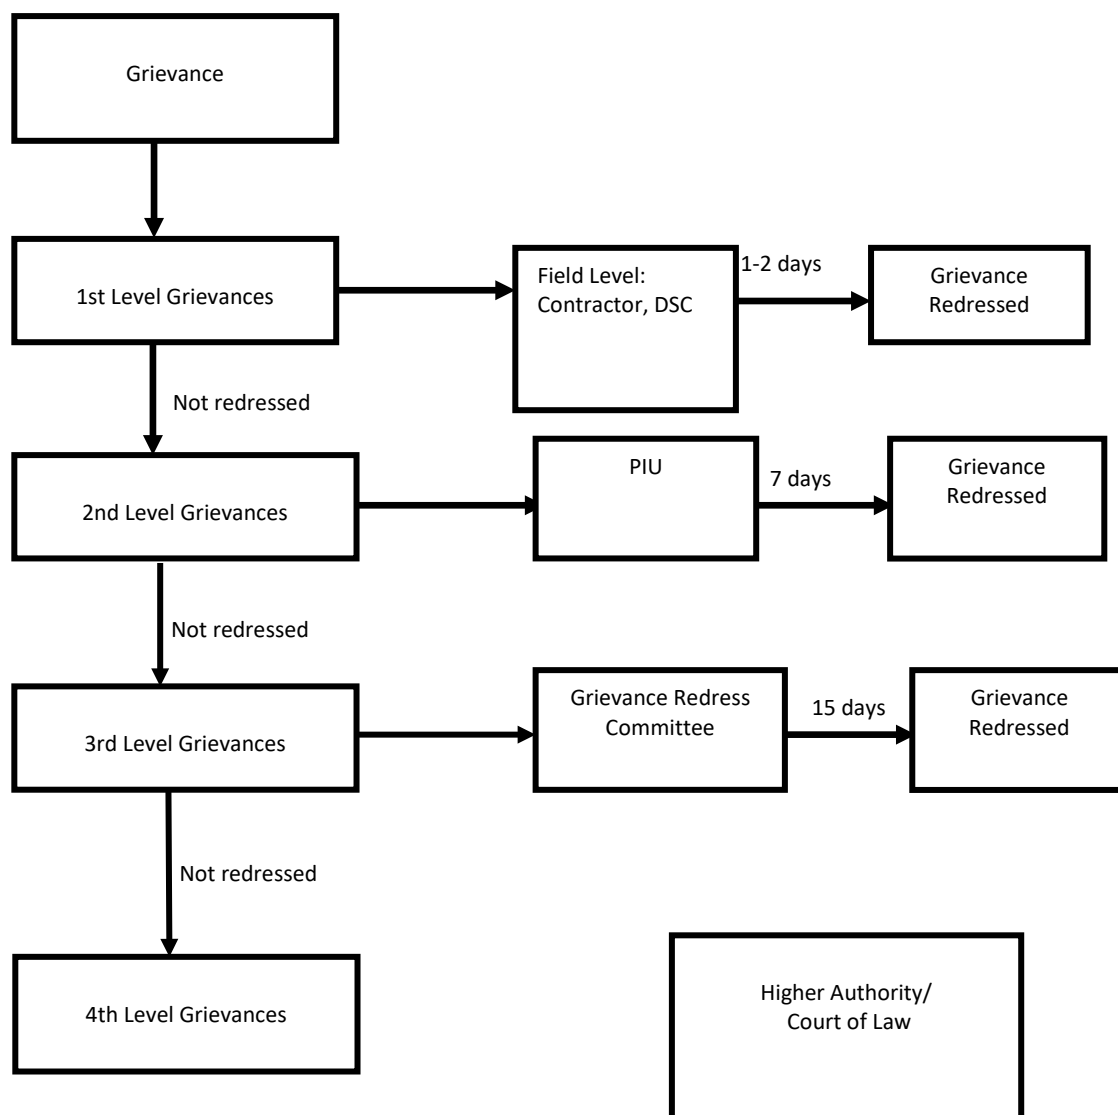 Grievance
1st Level Grievances
Field Level:
Contractor, DSC
1-2 days
Grievance
Redressed
Not redressed
2nd Level Grievances
PIU
7 days
Grievance
Redressed
Not redressed
3rd Level Grievances
Grievance Redress
Committee
15 days
Grievance
Redressed
Not redressed
4th Level Grievances
Higher Authority/
Court of Law